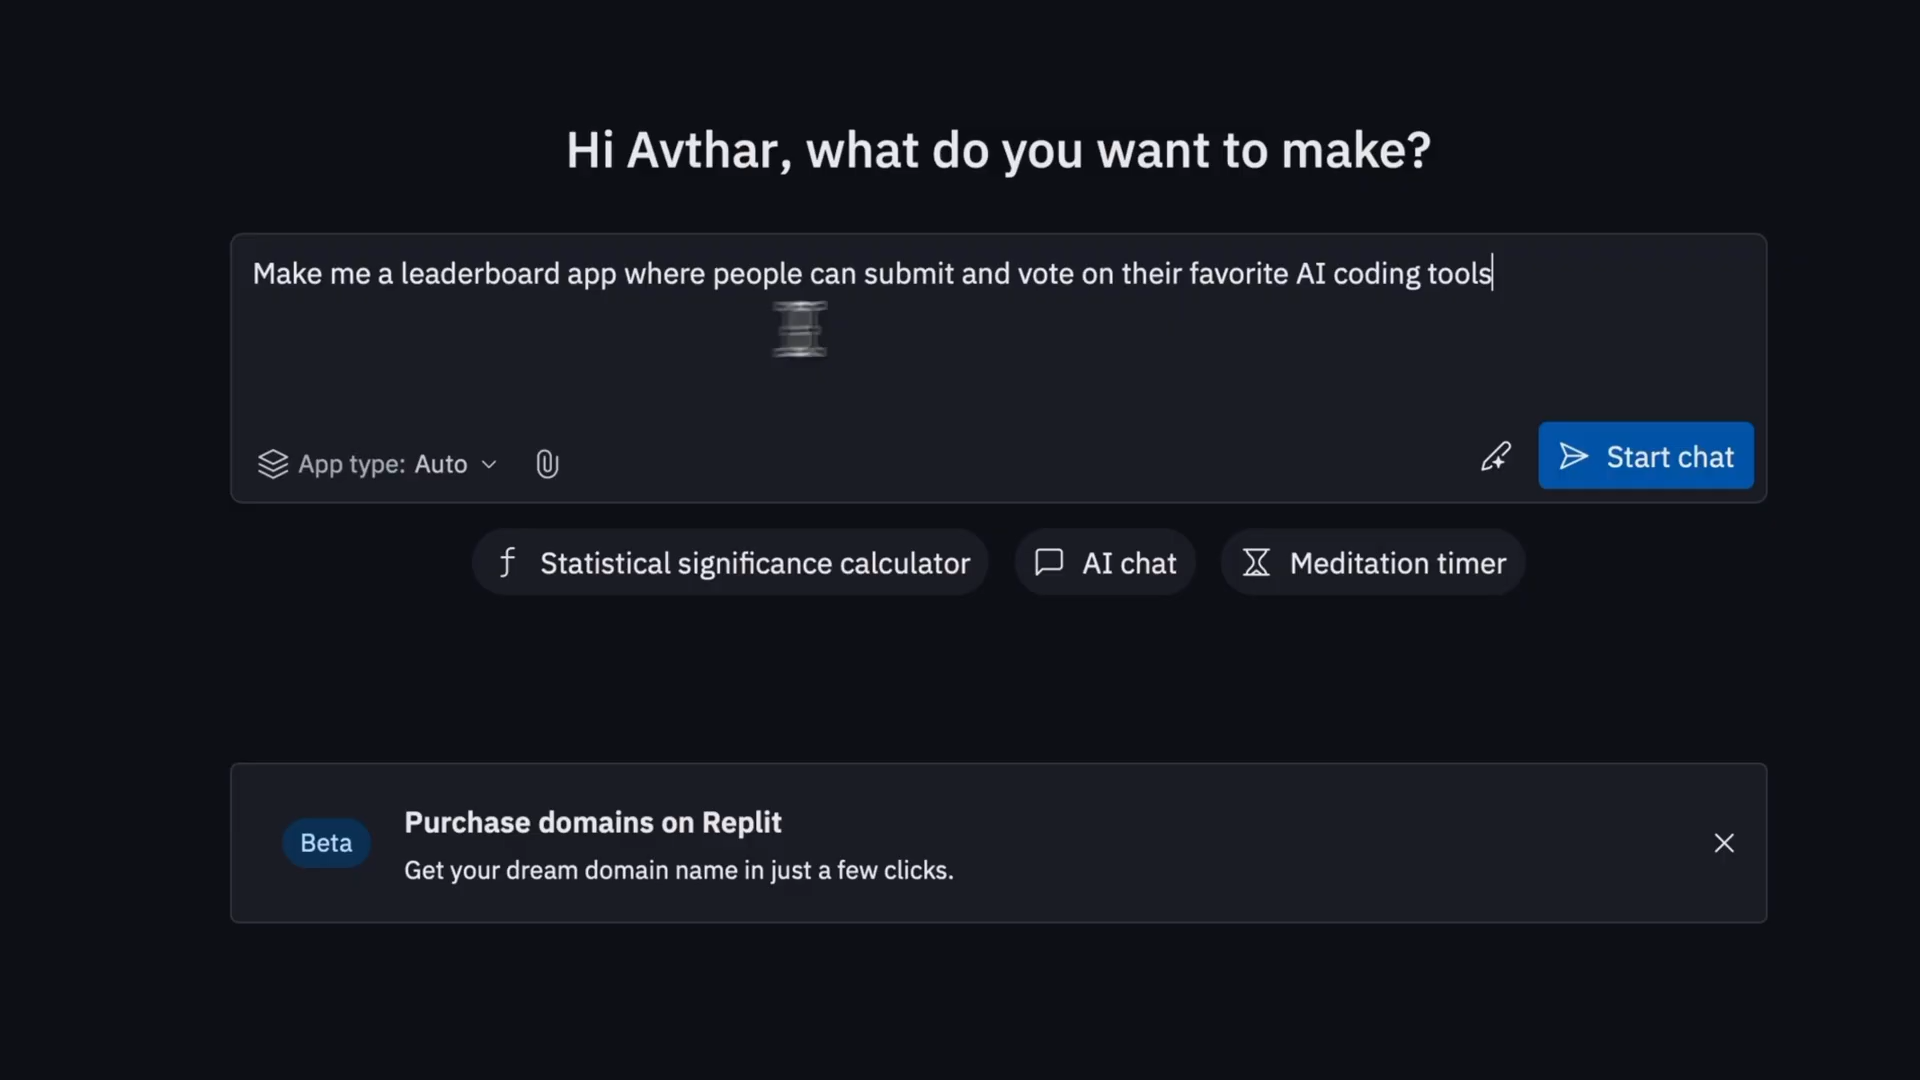 Hi Avthar, what do you want to make?
Make me a leaderboard app where people can submit and vote on their favorite AI coding tools
App type: Auto
Start chat
Statistical significance calculator
AI chat
Meditation timer
Beta
Purchase domains on Replit
Get your dream domain name in just a few clicks.